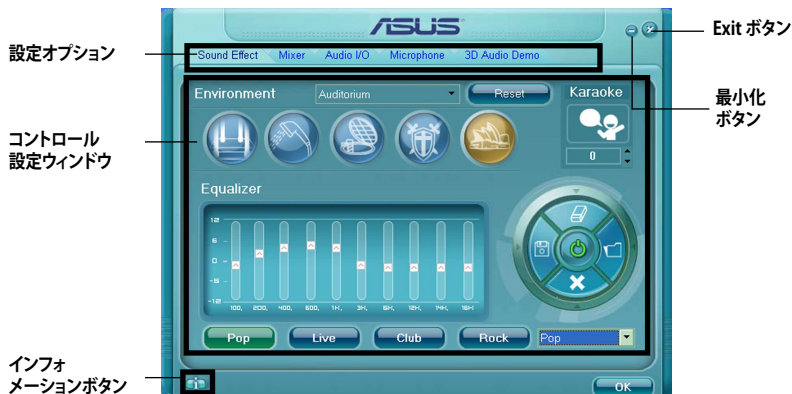 ASUS
設定オプション
Sound Effect Mixer Audio I/O Microphone 3D Audio Demo
Exit ボタン
最小化
ボタン
Environment Auditorium Reset Karaoke
0
コントロール
設定ウィンドウ
Equalizer
12
6
0
-6
-12
100, 200, 400, 600, 1K, 3K, 6K, 12K, 14K, 16K
Pop Live Club Rock Pop
インフォ
メーションボタン
i
OK